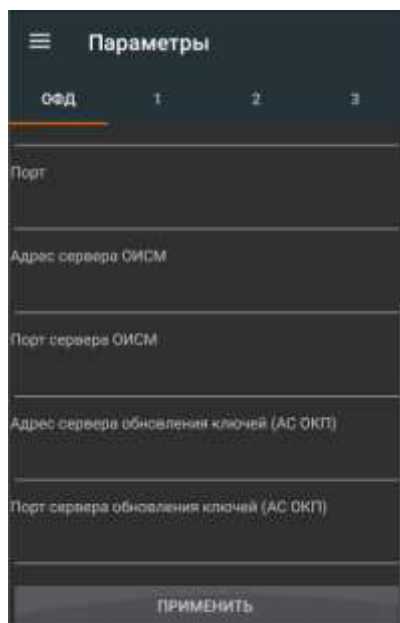 Параметры
ОФД 1 2 3
Порт
Адрес сервера ОИСМ
Порт сервера ОИСМ
Адрес сервера обновления ключей (АС ОКП)
Порт сервера обновления ключей (АС ОКП)
ПРИМЕНИТЬ